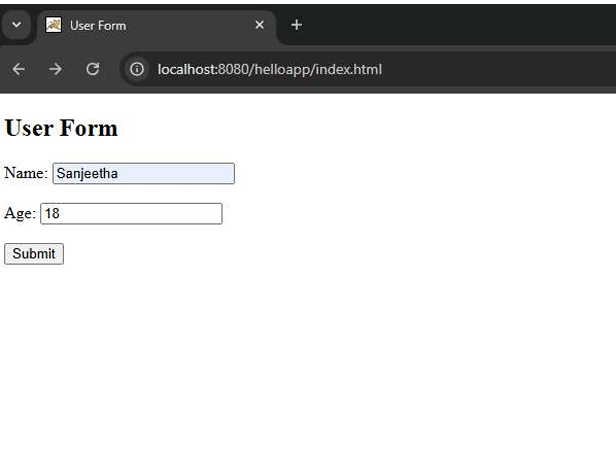 User Form
localhost:8080/helloapp/index.html
User Form
Name: Sanjeetha
Age: 18
Submit